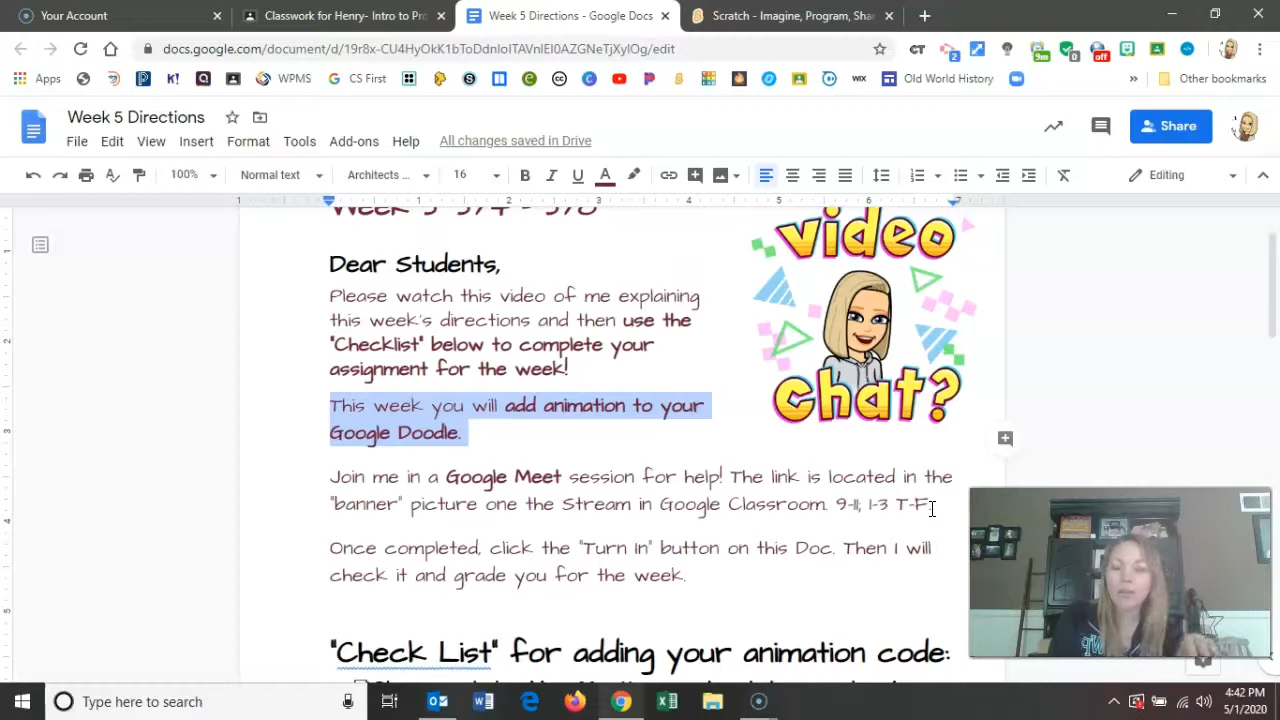 Your Account
Classwork for Henry- Intro to Pro
Week 5 Directions - Google Docs
Scratch - Imagine, Program, Shar
docs.google.com/document/d/19r8x-CU4HyOkK1bToDdnIoITAVnIEl0AZGNeTjXylOg/edit
Apps
WPMS
CS First
WIX
Old World History
Other bookmarks
Week 5 Directions
Share
File Edit View Insert Format Tools Add-ons Help All changes saved in Drive
100% Normal text Architects ... 16 Editing
Dear Students,
Please watch this video of me explaining
this week's directions and then use the
"Checklist" below to complete your
assignment for the week!
This week you will add animation to your
Google Doodle.
video
chat?
Join me in a Google Meet session for help! The link is located in the
"banner" picture one the Stream in Google Classroom. 9-11; 1-3 T-F
Once completed, click the "Turn In" button on this Doc. Then I will
check it and grade you for the week.
"Check List" for adding your animation code:
Type here to search
4:42 PM
5/1/2020